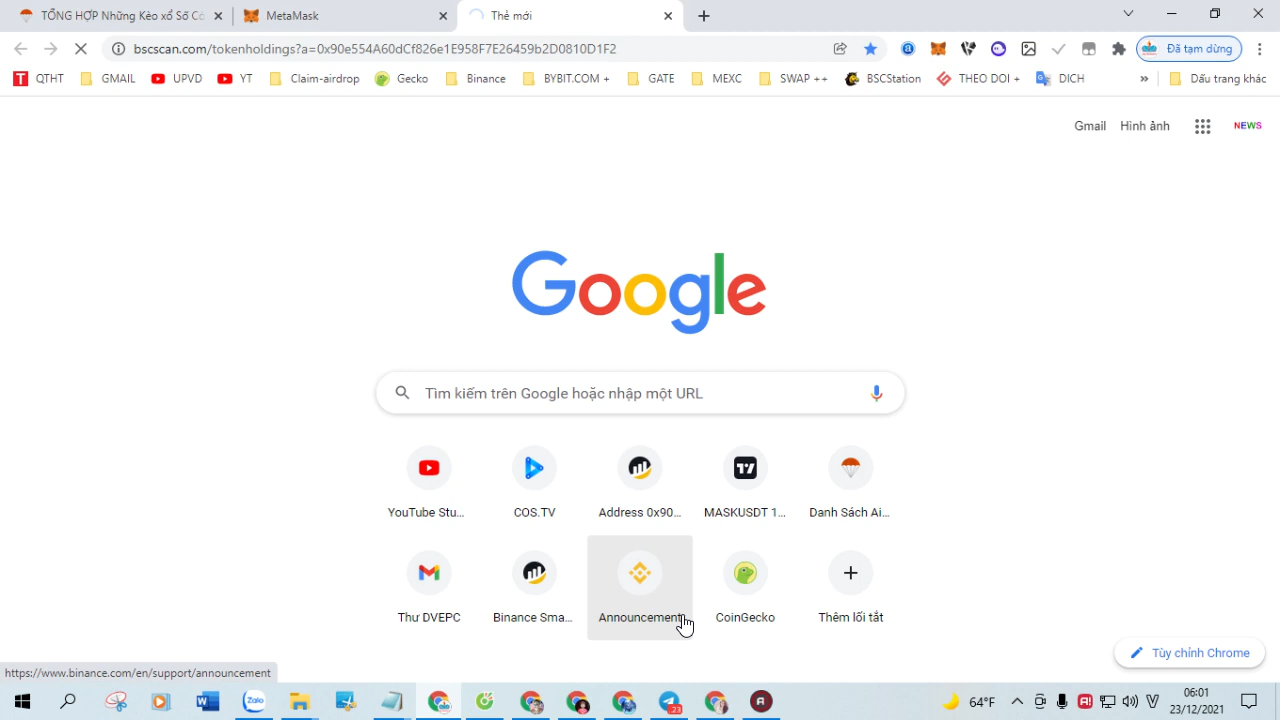 TỔNG HỢP Những Kèo xổ Số Cơ
MetaMask
Thẻ mới
bscscan.com/tokenholdings?a=0x90e554A60dCf826e1E958F7E26459b2D0810D1F2
Đã tạm dừng
QTHT
GMAIL
UPVD
YT
Claim-airdrop
Gecko
Binance
BYBIT.COM +
GATE
MEXC
SWAP ++
BSCStation
THEO DOI +
DICH
»
Dấu trang khác
Gmail
Hình ảnh
NEWS
Google
Tìm kiếm trên Google hoặc nhập một URL
YouTube Stu...
COS.TV
Address 0x90...
MASKUSDT 1...
Danh Sách Ai...
Thư DVEPC
Binance Sma...
Announcement
CoinGecko
Thêm lối tắt
Tùy chỉnh Chrome
https://www.binance.com/en/support/announcement
Zalo
23
64°F
06:01
23/12/2021